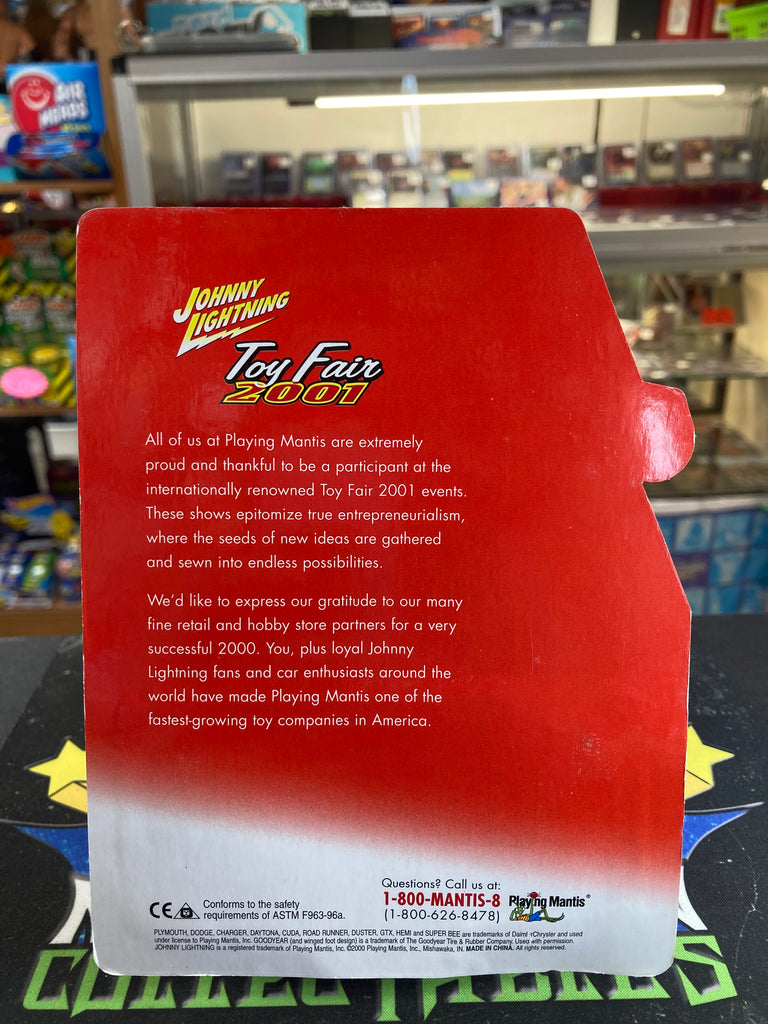 AIR
HEADS
JOHNNY
LIGHTNING
Toy Fair
2001
All of us at Playing Mantis are extremely
proud and thankful to be a participant at the
internationally renowned Toy Fair 2001 events.
These shows epitomize true entrepreneurialism,
where the seeds of new ideas are gathered
and sewn into endless possibilities.
We'd like to express our gratitude to our many
fine retail and hobby store partners for a very
successful 2000. You, plus loyal Johnny
Lightning fans and car enthusiasts around the
world have made Playing Mantis one of the
fastest-growing toy companies in America.
Questions? Call us at:
1-800-MANTIS-8
(1-800-626-8478)
Playing Mantis®
CE
Conforms to the safety
requirements of ASTM F963-96a.
PLYMOUTH, DODGE, CHARGER, DAYTONA, CUDA, ROAD RUNNER, DUSTER, GTX, HEMI and SUPER BEE are trademarks of DaimlerChrysler and used
under license to Playing Mantis, Inc. GOODYEAR (and winged foot design) is a trademark of The Goodyear Tire & Rubber Company. Used with permission.
JOHNNY LIGHTNING is a registered trademark of Playing Mantis, Inc. ©2000 Playing Mantis, Inc., Mishawaka, IN. MADE IN CHINA. All rights reserved.
COLLECTABLES